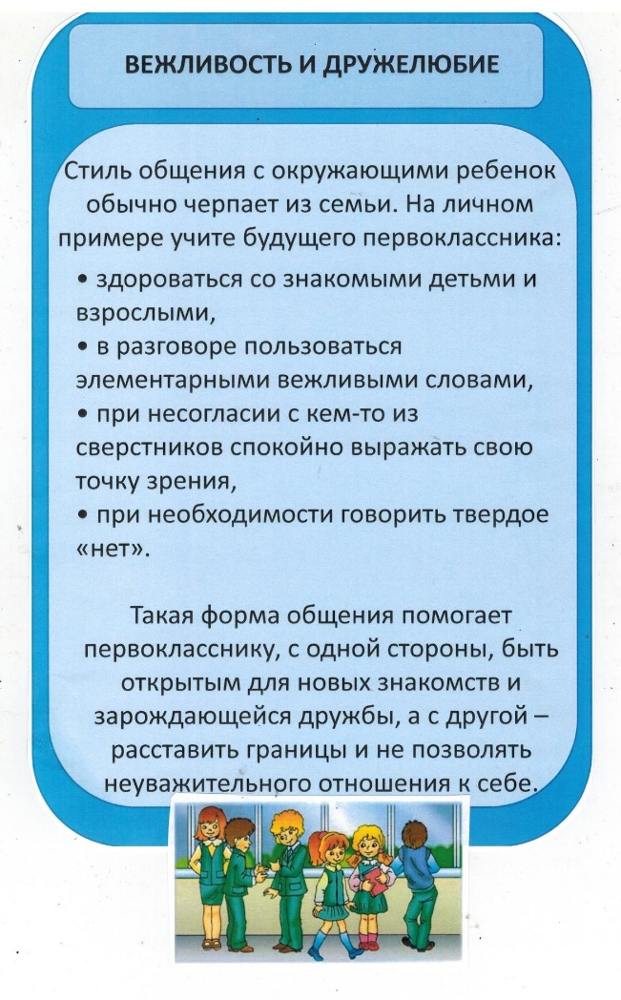 ВЕЖЛИВОСТЬ И ДРУЖЕЛЮБИЕ
Стиль общения с окружающими ребенок
обычно черпает из семьи. На личном
примере учите будущего первоклассника:
• здороваться со знакомыми детьми и
взрослыми,
• в разговоре пользоваться
элементарными вежливыми словами,
• при несогласии с кем-то из
сверстников спокойно выражать свою
точку зрения,
• при необходимости говорить твердое
«нет».
Такая форма общения помогает
первокласснику, с одной стороны, быть
открытым для новых знакомств и
зарождающейся дружбы, а с другой –
расставить границы и не позволять
неуважительного отношения к себе.